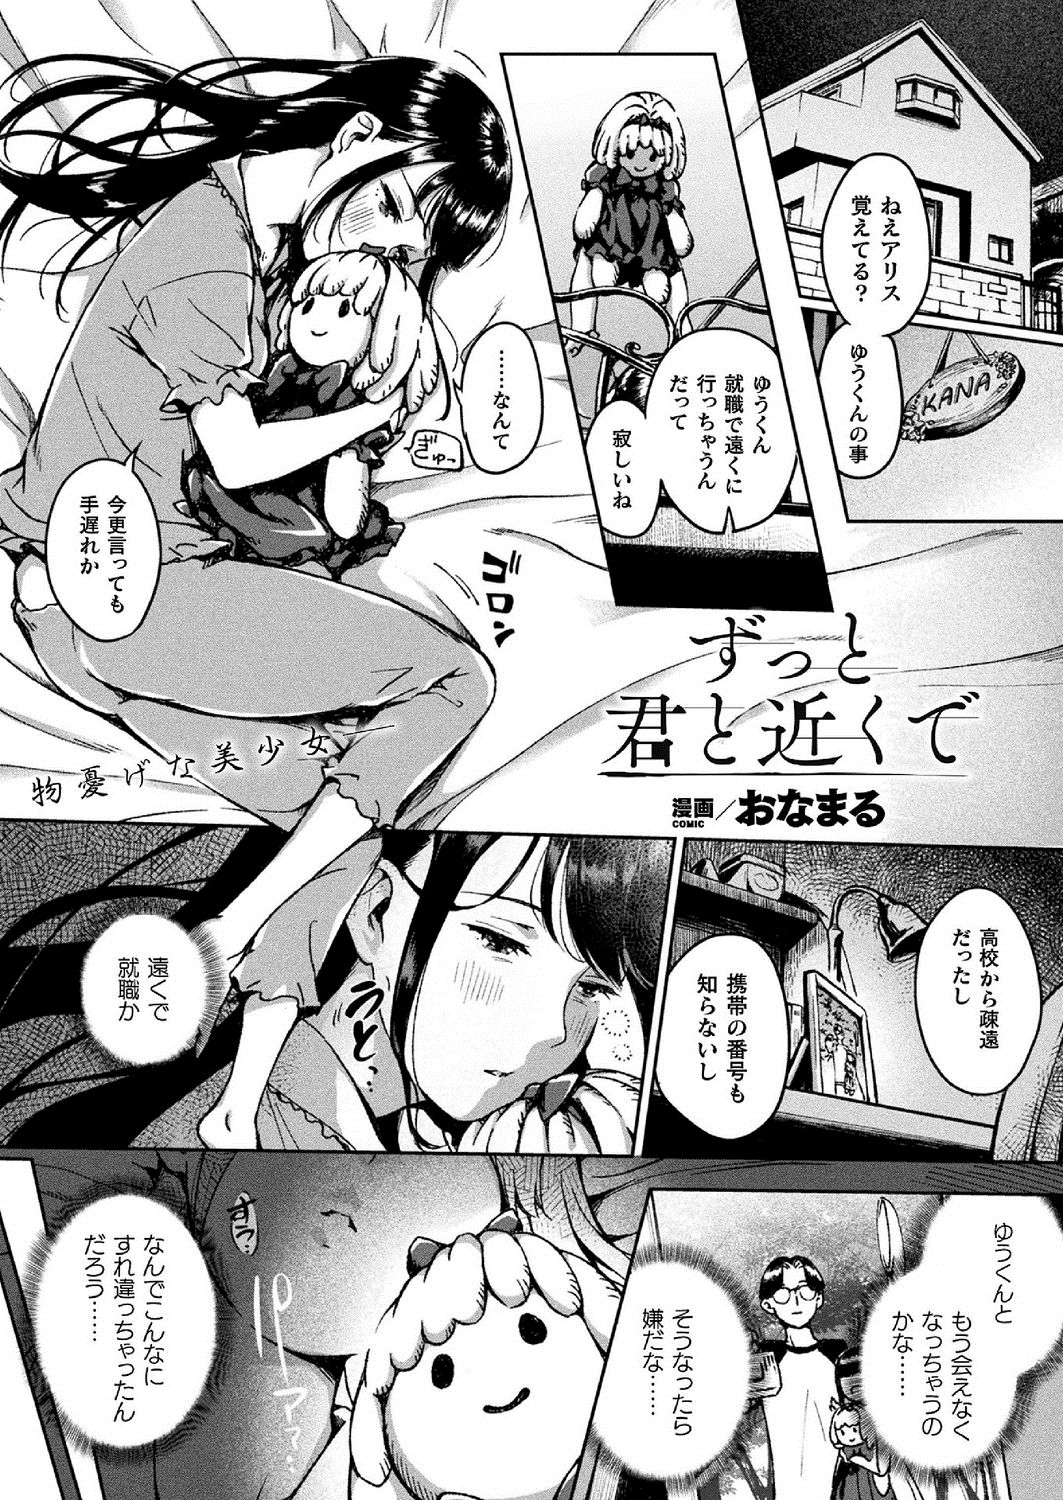 ねえアリス
覚えてる？
ゆうくんの事
KANA
ゆうくん
就職で遠くに
行っちゃうん
だって
寂しいね
……なんて
ぎゅっ
今更言っても
手遅れか
ゴロン
ずっと
君と近くで
漫画／おなまる
COMIC
物憂げな美少女―
高校から疎遠
だったし
携帯の番号も
知らないし
うと…
遠くで
就職か
ゆうくんと
もう会えなく
なっちゃうの
かな……
そうなったら
嫌だな……
すぅ…
なんでこんなに
すれ違っちゃったん
だろう……